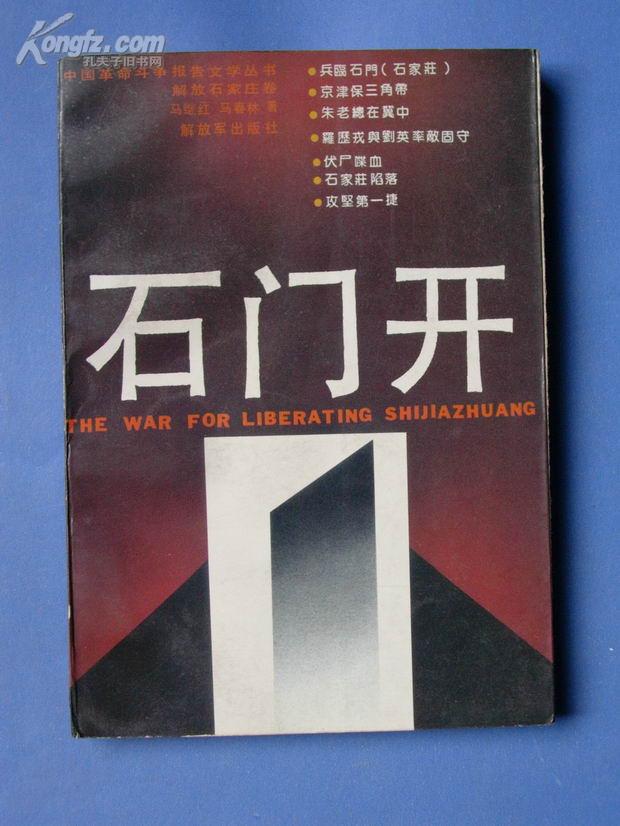 Kongfz.com
孔夫子旧书网
中国革命斗争报告文学丛书
解放石家庄卷
马继红 马春林 著
解放军出版社
●兵臨石門(石家莊)
●京津保三角帶
●朱老總在冀中
●羅歷戎與劉英率敵固守
●伏尸喋血
●石家莊陷落
●攻堅第一捷
石门开
THE WAR FOR LIBERATING SHIJIAZHUANG